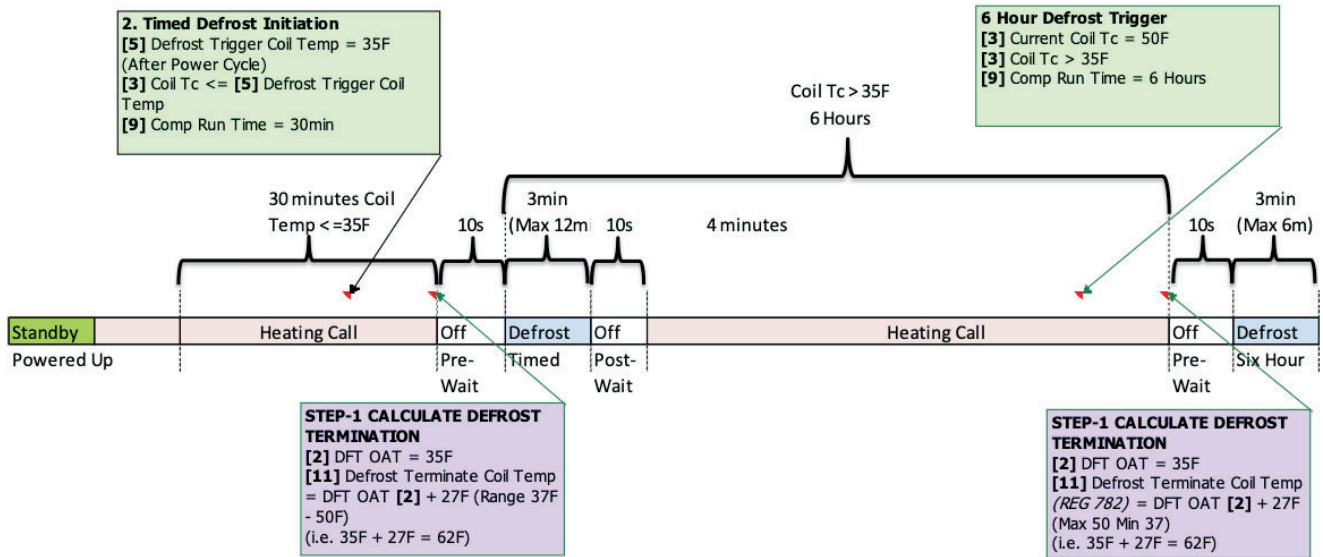 2. Timed Defrost Initiation
[5] Defrost Trigger Coil Temp = 35F
(After Power Cycle)
[3] Coil Tc <= [5] Defrost Trigger Coil
Temp
[9] Comp Run Time = 30min
6 Hour Defrost Trigger
[3] Current Coil Tc = 50F
[3] Coil Tc > 35F
[9] Comp Run Time = 6 Hours
Coil Tc > 35F
6 Hours
30 minutes Coil
Temp <=35F
10s
3min
(Max 12m
10s
4 minutes
10s
3min
(Max 6m)
Standby
Heating Call
Off
Defrost
Off
Heating Call
Off
Defrost
Powered Up
Pre-
Wait
Timed
Post-
Wait
Pre-
Wait
Six Hour
STEP-1 CALCULATE DEFROST
TERMINATION
[2] DFT OAT = 35F
[11] Defrost Terminate Coil Temp
= DFT OAT [2] + 27F (Range 37F
- 50F)
(i.e. 35F + 27F = 62F)
STEP-1 CALCULATE DEFROST
TERMINATION
[2] DFT OAT = 35F
[11] Defrost Terminate Coil Temp
(REG 782) = DFT OAT [2] + 27F
(Max 50 Min 37)
(i.e. 35F + 27F = 62F)